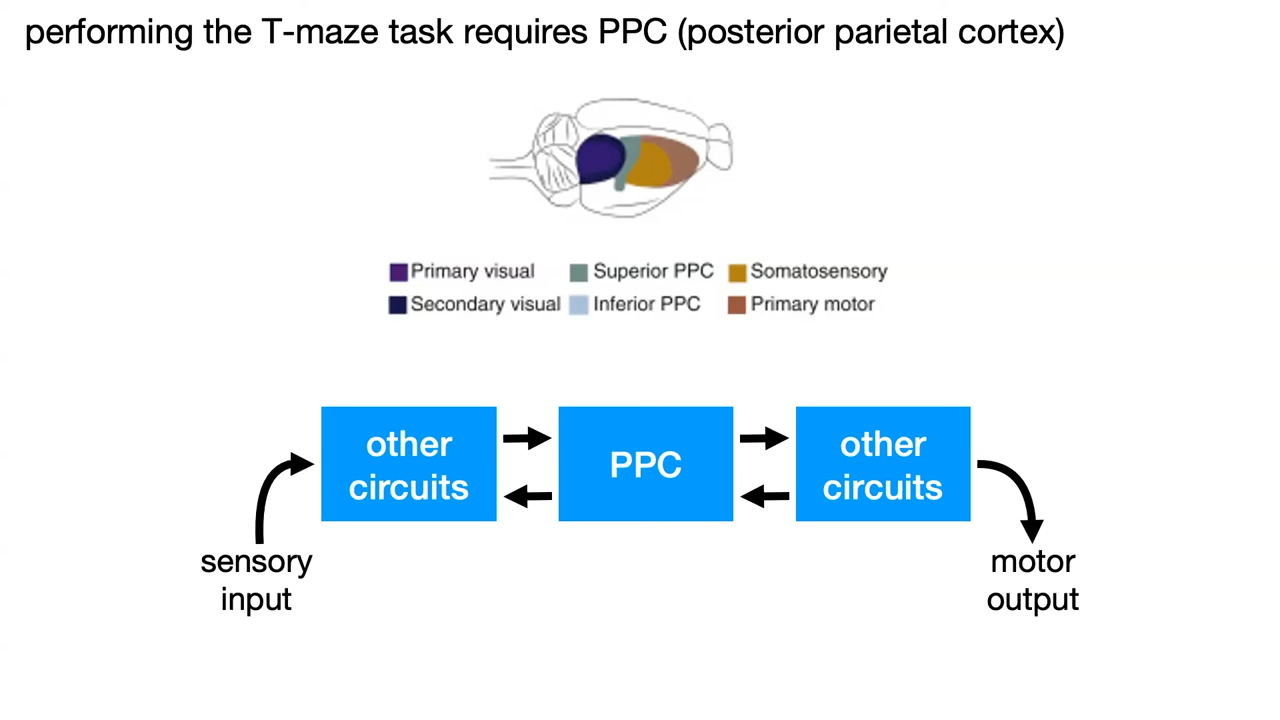 performing the T-maze task requires PPC (posterior parietal cortex)
Primary visual
Superior PPC
Somatosensory
Secondary visual
Inferior PPC
Primary motor
other
circuits
PPC
other
circuits
sensory
input
motor
output